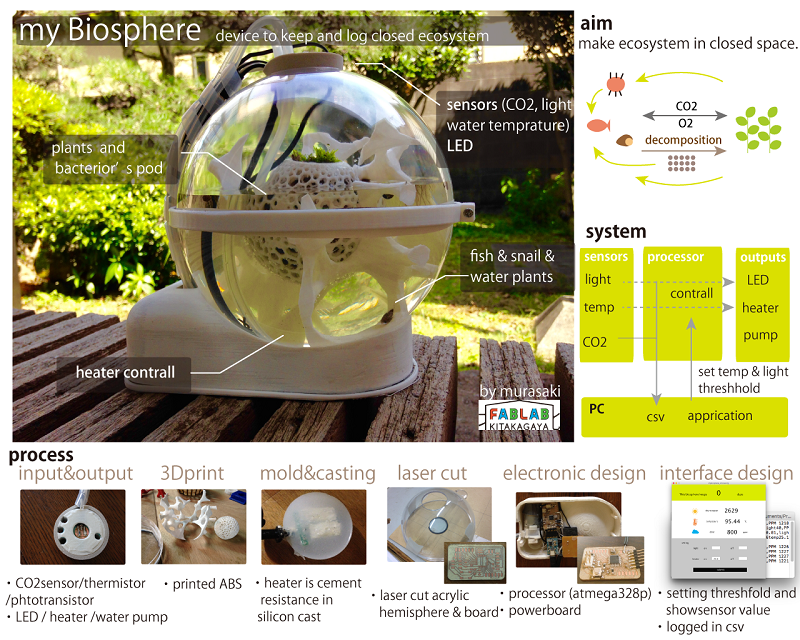 my Biosphere device to keep and log closed ecosystem
sensors (CO2, light
water temprature)
LED
plants and
bacterior's pod
fish & snail &
water plants
heater contrall
by murasaki
FABLAB
KITAKAGAYA
aim
make ecosystem in closed space.
CO2
O2
decomposition
system
sensors processor outputs
light LED
contrall
temp heater
pump
CO2
set temp & light
threshhold
PC
csv apprication
process
input&output
・CO2sensor/thermistor
/phtotransistor
・LED / heater /water pump
3Dprint
・printed ABS
mold&casting
・heater is cement
resistance in
silicon cast
laser cut
・laser cut acrylic
hemisphere & board
electronic design
・processor (atmega328p)
・powerboard
interface design
0
2629
95.44
800
・setting threshfold and
showsensor value
・logged in csv